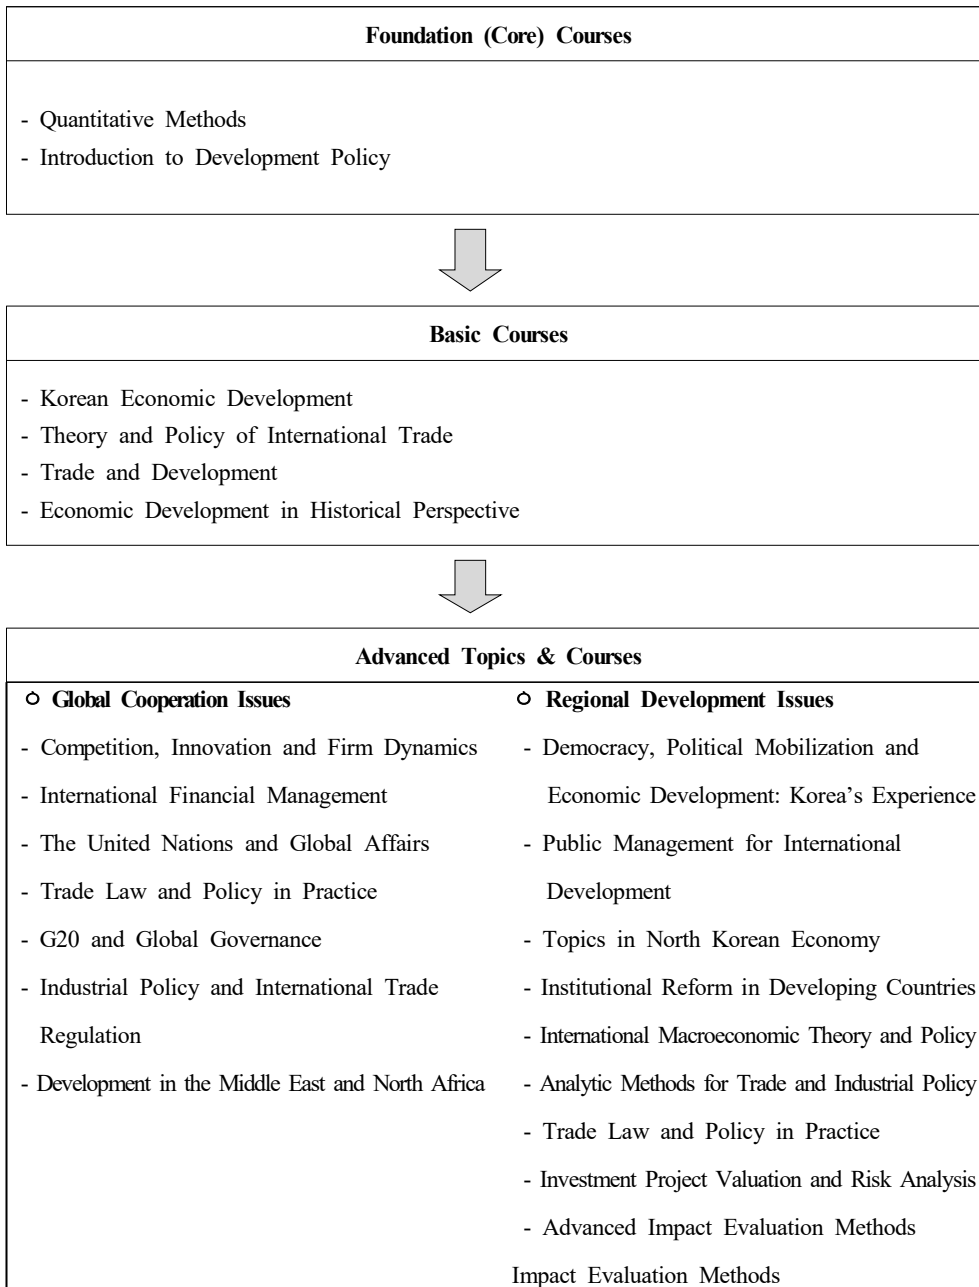 Foundation (Core) Courses
- Quantitative Methods
- Introduction to Development Policy
Basic Courses
- Korean Economic Development
- Theory and Policy of International Trade
- Trade and Development
- Economic Development in Historical Perspective
Advanced Topics & Courses
Global Cooperation Issues
- Competition, Innovation and Firm Dynamics
- International Financial Management
- The United Nations and Global Affairs
- Trade Law and Policy in Practice
- G20 and Global Governance
- Industrial Policy and International Trade
Regulation
- Development in the Middle East and North Africa
Regional Development Issues
- Democracy, Political Mobilization and
Economic Development: Korea’s Experience
- Public Management for International
Development
- Topics in North Korean Economy
- Institutional Reform in Developing Countries
- International Macroeconomic Theory and Policy
- Analytic Methods for Trade and Industrial Policy
- Trade Law and Policy in Practice
- Investment Project Valuation and Risk Analysis
- Advanced Impact Evaluation Methods
Impact Evaluation Methods